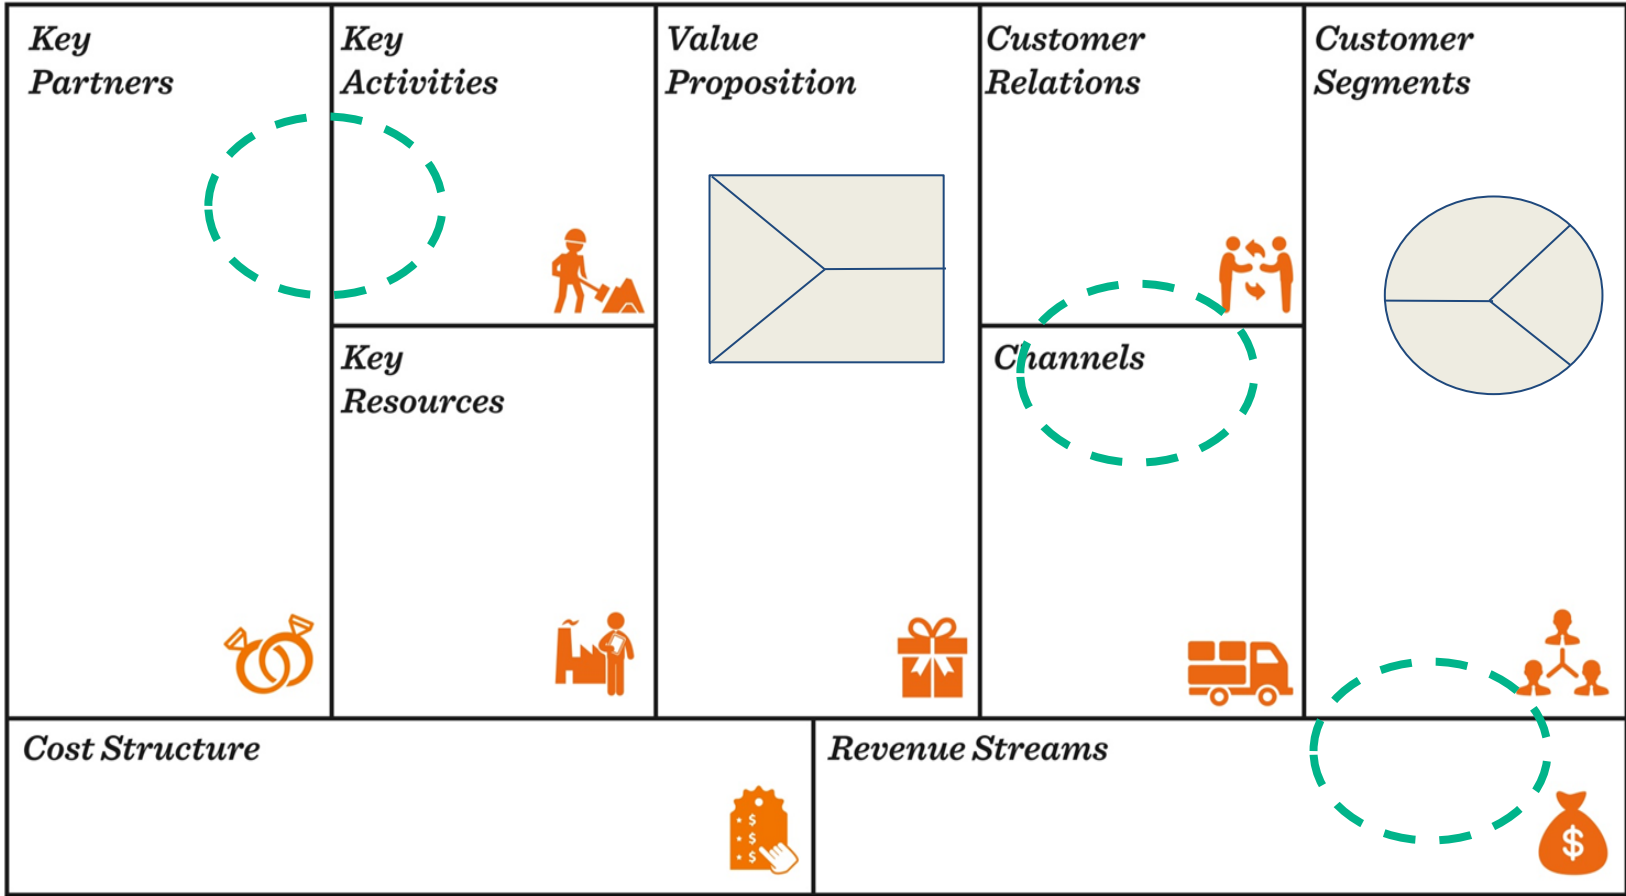 Key
Partners
Key
Activities
Value
Proposition
Customer
Relations
Customer
Segments
Key
Resources
Channels
Cost Structure
$
$
$
Revenue Streams
$